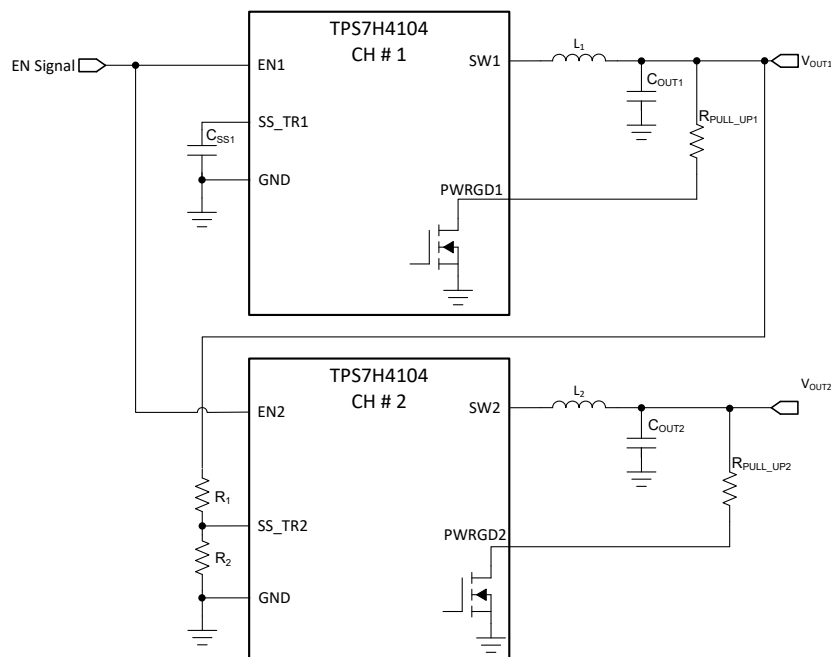 TPS7H4104
CH # 1
EN Signal
EN1
SW1
L1
VOUT1
COUT1
RPULL_UP1
SS_TR1
CSS1
GND
PWRGD1
TPS7H4104
CH # 2
EN2
SW2
L2
VOUT2
COUT2
RPULL_UP2
R1
SS_TR2
PWRGD2
R2
GND